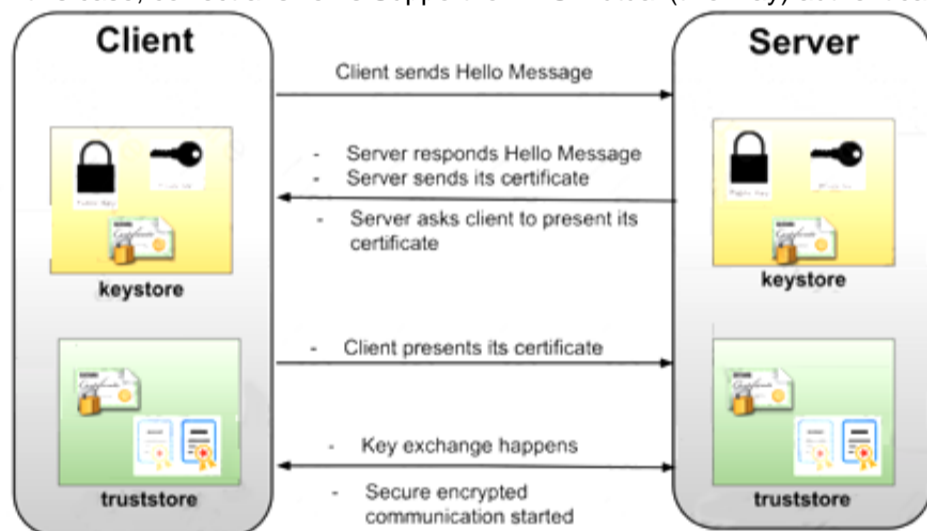 Client
Server
Client sends Hello Message
- Server responds Hello Message
- Server sends its certificate
- Server asks client to present its
certificate
keystore
keystore
- Client presents its certificate
- Key exchange happens
- Secure encrypted
communication started
truststore
truststore